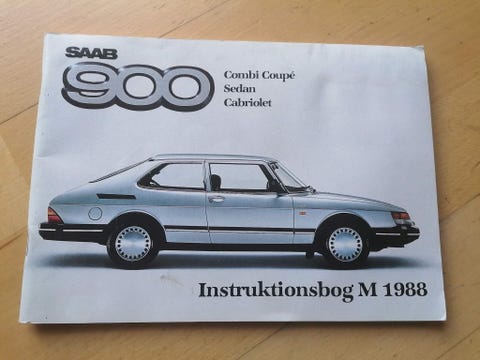 SAAB
900
Combi Coupé
Sedan
Cabriolet
Instruktionsbog M 1988